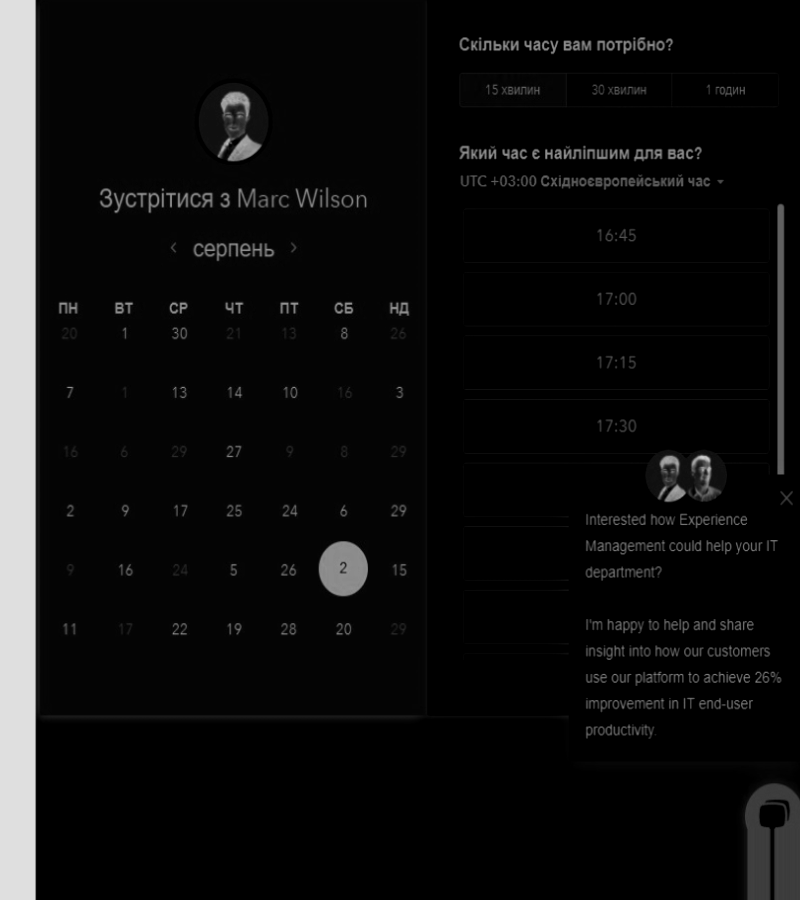 Зустрітися з Marc Wilson
серпень
ПН ВТ СР ЧТ ПТ СБ НД
20 1 30 21 13 8 26
7 1 13 14 10 16 3
16 6 29 27 9 8 29
2 9 17 25 24 6 29
9 16 24 5 26 2 15
11 17 22 19 28 20 29
Скільки часу вам потрібно?
15 хвилин 30 хвилин 1 годин
Який час є найліпшим для вас?
UTC +03:00 Східноєвропейський час
16:45
17:00
17:15
17:30
Interested how Experience
Management could help your IT
department?
I'm happy to help and share
insight into how our customers
use our platform to achieve 26%
improvement in IT end-user
productivity.